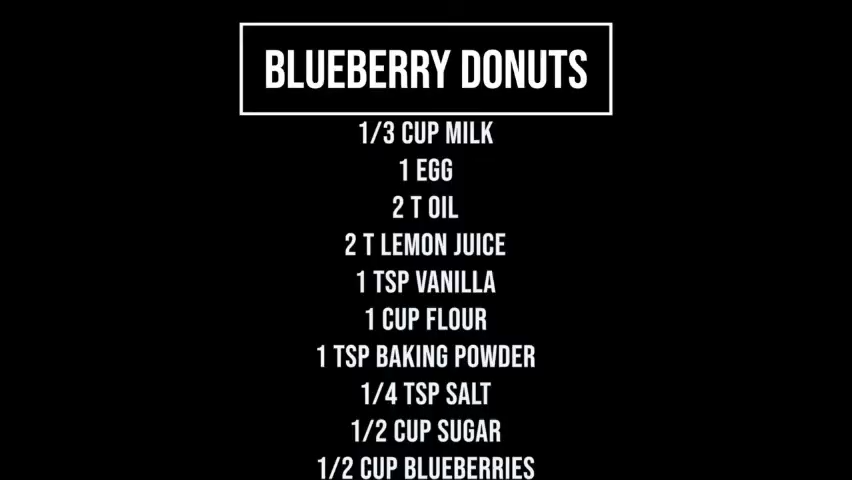 BLUEBERRY DONUTS
1/3 CUP MILK
1 EGG
2 T OIL
2 T LEMON JUICE
1 TSP VANILLA
1 CUP FLOUR
1 TSP BAKING POWDER
1/4 TSP SALT
1/2 CUP SUGAR
1/2 CUP BLUEBERRIES